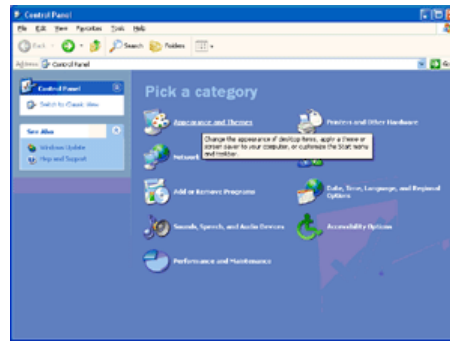 Control Panel
File Edit View Favorites Tools Help
Back Search Folders
Address Control Panel Go
Control Panel
Switch to Classic View
See Also
Windows Update
Help and Support
Pick a category
Appearance and Themes
Printers and Other Hardware
Change the appearance of desktop items, apply a theme or
screen saver to your computer, or customize the Start menu
and taskbar.
Network
Add or Remove Programs
Date, Time, Language, and Regional
Options
Sounds, Speech, and Audio Devices
Accessibility Options
Performance and Maintenance